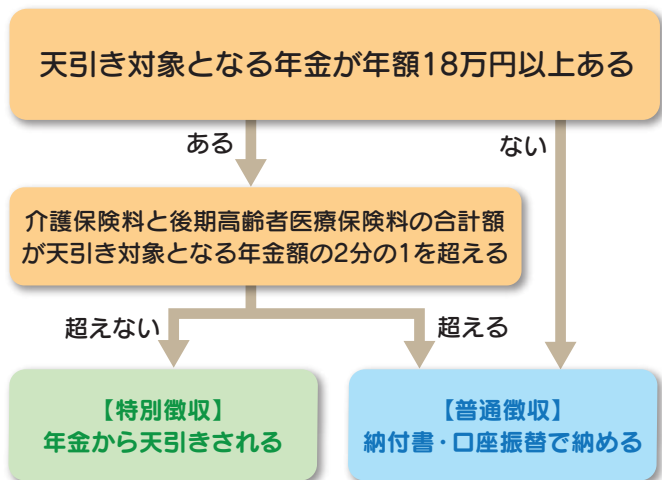 天引き対象となる年金が年額18万円以上ある
ある
ない
介護保険料と後期高齢者医療保険料の合計額
が天引き対象となる年金額の2分の1を超える
超えない
超える
【特別徴収】
年金から天引きされる
【普通徴収】
納付書・口座振替で納める